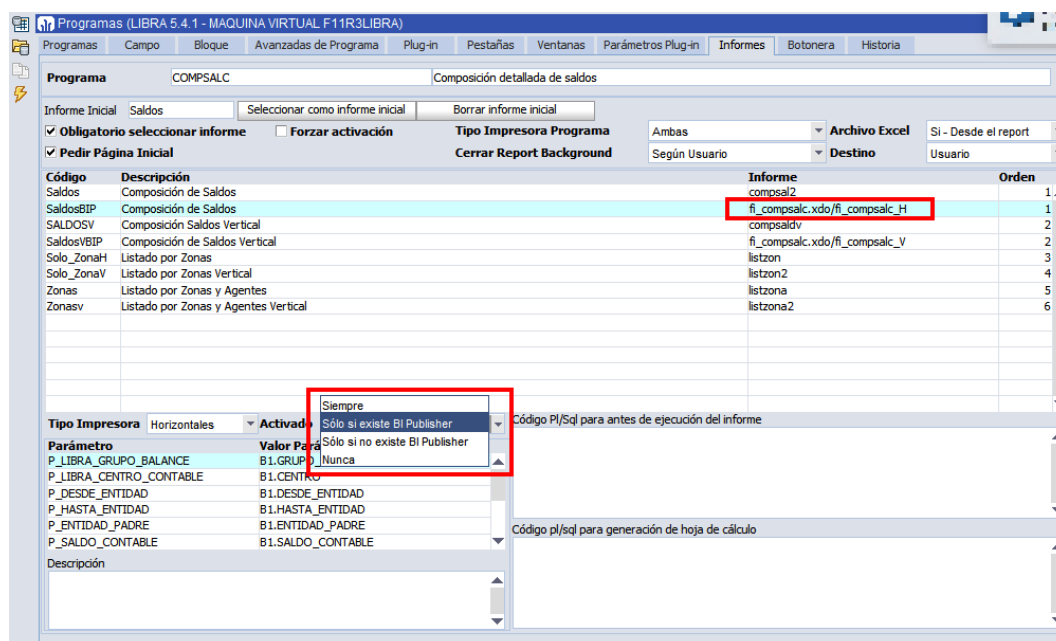 Programas (LIBRA 5.4.1 - MAQUINA VIRTUAL F11R3LIBRA)
Programas Campo Bloque Avanzadas de Programa Plug-in Pestañas Ventanas Parámetros Plug-in Informes Botonera Historia
Programa COMPSALC Composición detallada de saldos
Informe Inicial Saldos Seleccionar como informe inicial Borrar informe inicial
Obligatorio seleccionar informe Forzar activación Tipo Impresora Programa Ambas Archivo Excel Si - Desde el report
Pedir Página Inicial Cerrar Report Background Según Usuario Destino Usuario
Código Descripción Informe Orden
Saldos Composición de Saldos compsal2 1
SaldosBIP Composición de Saldos fi_compsalc.xdo/fi_compsalc_H 1
SALDOSV Composición Saldos Vertical compsaldv 2
SaldosVBIP Composición de Saldos Vertical fi_compsalc.xdo/fi_compsalc_V 2
Solo_ZonaH Listado por Zonas listzon 3
Solo_ZonaV Listado por Zonas Vertical listzon2 4
Zonas Listado por Zonas y Agentes listzona 5
Zonasv Listado por Zonas y Agentes Vertical listzona2 6
Siempre
Tipo Impresora Horizontales Activado Sólo si existe BI Publisher Código Pl/Sql para antes de ejecución del informe
Sólo si no existe BI Publisher
Parámetro Valor Pará
Nunca
P_LIBRA_GRUPO_BALANCE B1.GRUPO
P_LIBRA_CENTRO_CONTABLE B1.CENTRO
P_DESDE_ENTIDAD B1.DESDE_ENTIDAD
P_HASTA_ENTIDAD B1.HASTA_ENTIDAD
P_ENTIDAD_PADRE B1.ENTIDAD_PADRE
P_SALDO_CONTABLE B1.SALDO_CONTABLE
Código pl/sql para generación de hoja de cálculo
Descripción